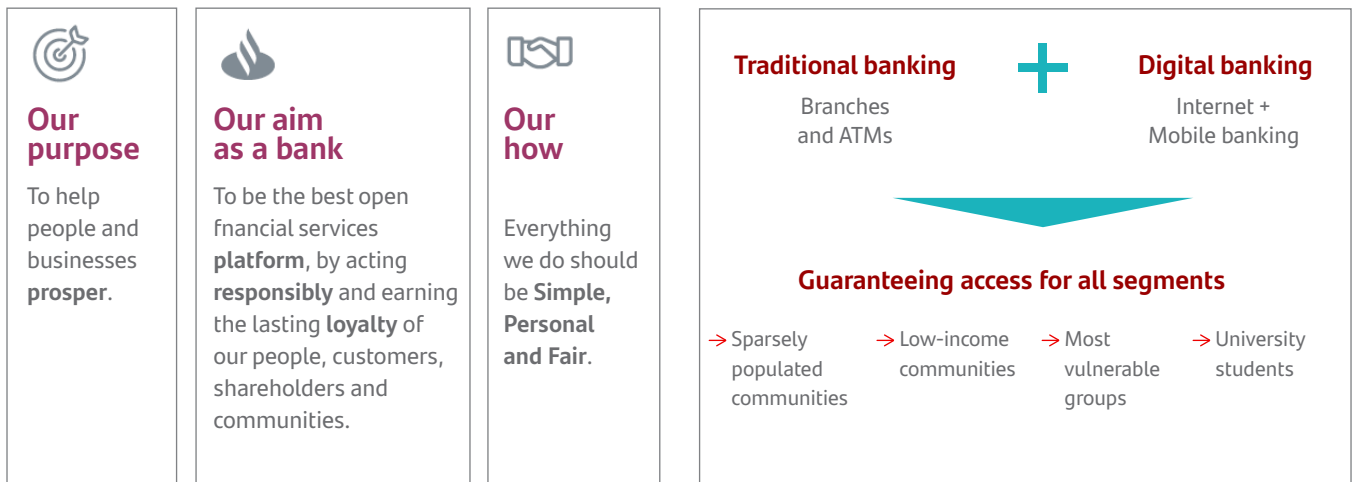 Our
purpose
To help
people and
businesses
prosper.
Our aim
as a bank
To be the best open
fnancial services
platform, by acting
responsibly and earning
the lasting loyalty of
our people, customers,
shareholders and
communities.
Our
how
Everything
we do should
be Simple,
Personal
and Fair.
Traditional banking
Branches
and ATMs
+
Digital banking
Internet +
Mobile banking
Guaranteeing access for all segments
→ Sparsely
populated
communities
→ Low-income
communities
→ Most
vulnerable
groups
→ University
students